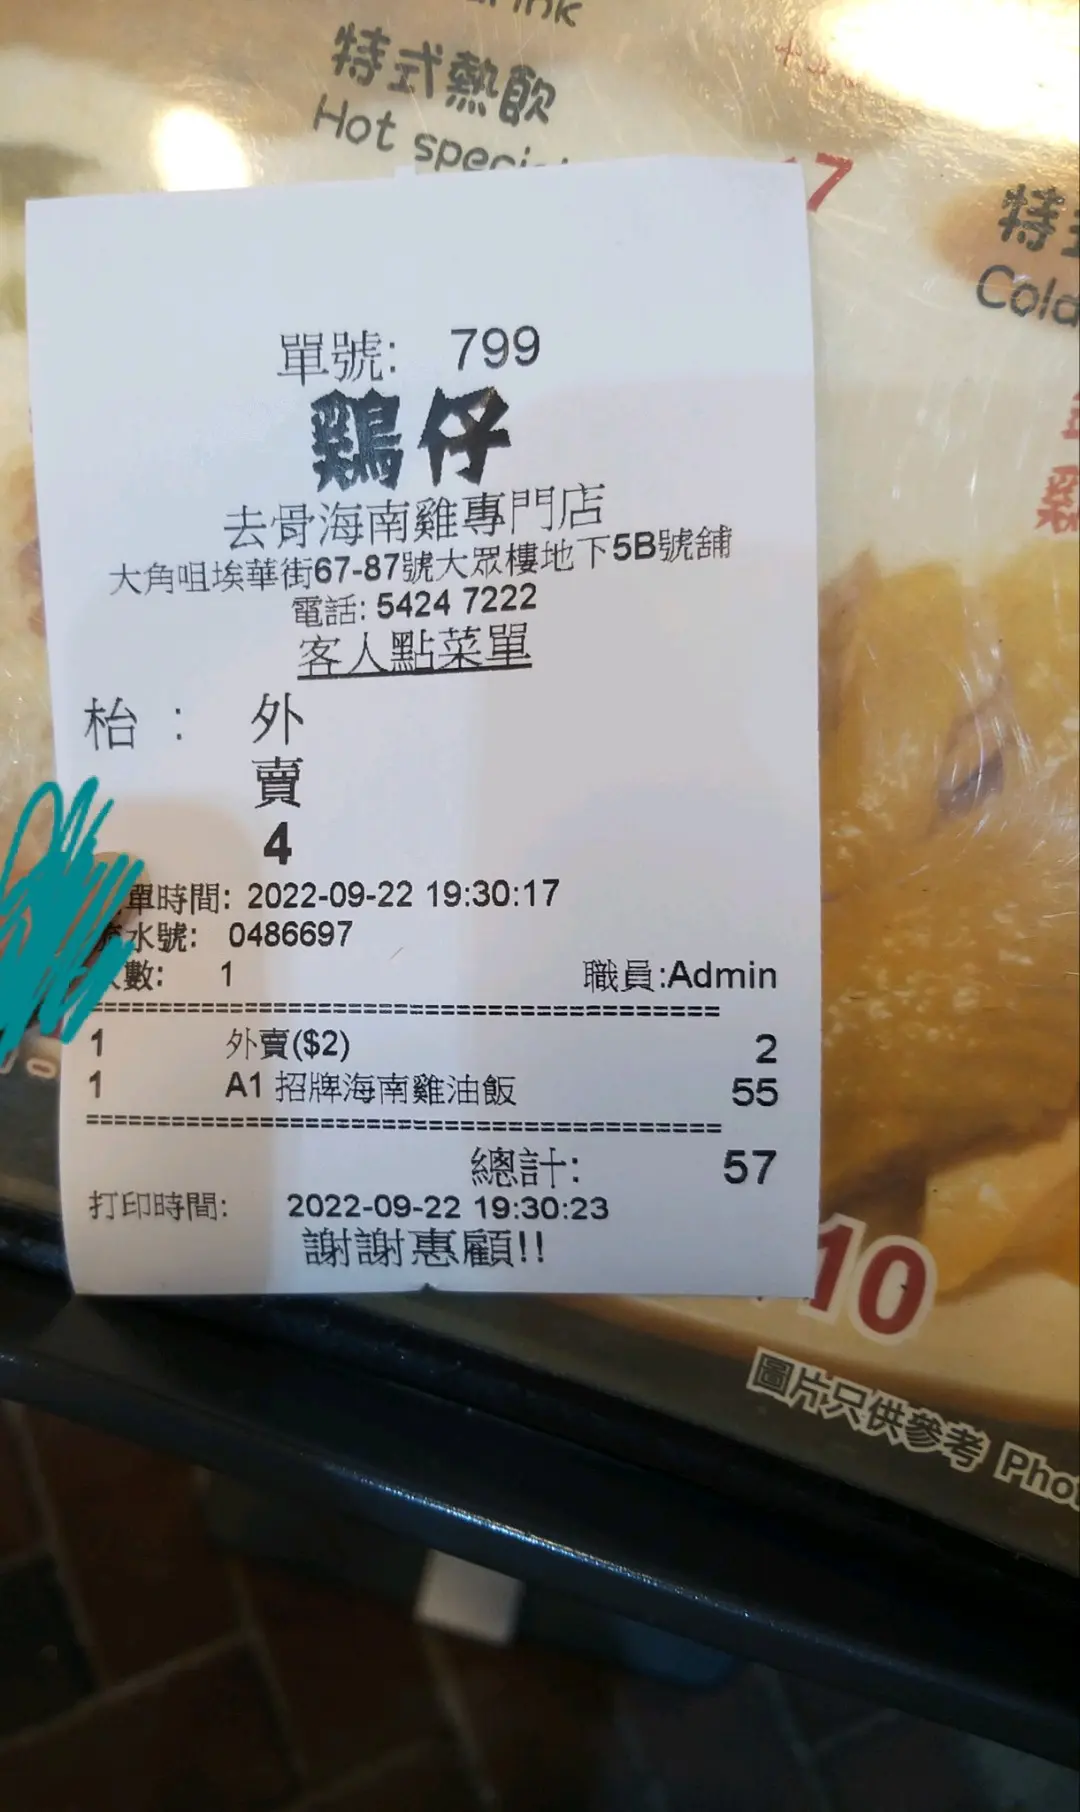 特式熱飲
Hot
17
特
Cold
單號: 799
鷄仔
去骨海南雞專門店
大角咀埃華街67-87號大眾樓地下5B號舖
電話: 5424 7222
客人點菜單
枱 : 外
賣
4
單時間: 2022-09-22 19:30:17
水號: 0486697
數: 1 職員:Admin
=============================================
1 外賣($2) 2
1 A1 招牌海南雞油飯 55
=============================================
總計: 57
打印時間: 2022-09-22 19:30:23
謝謝惠顧!!
10
圖片只供參考